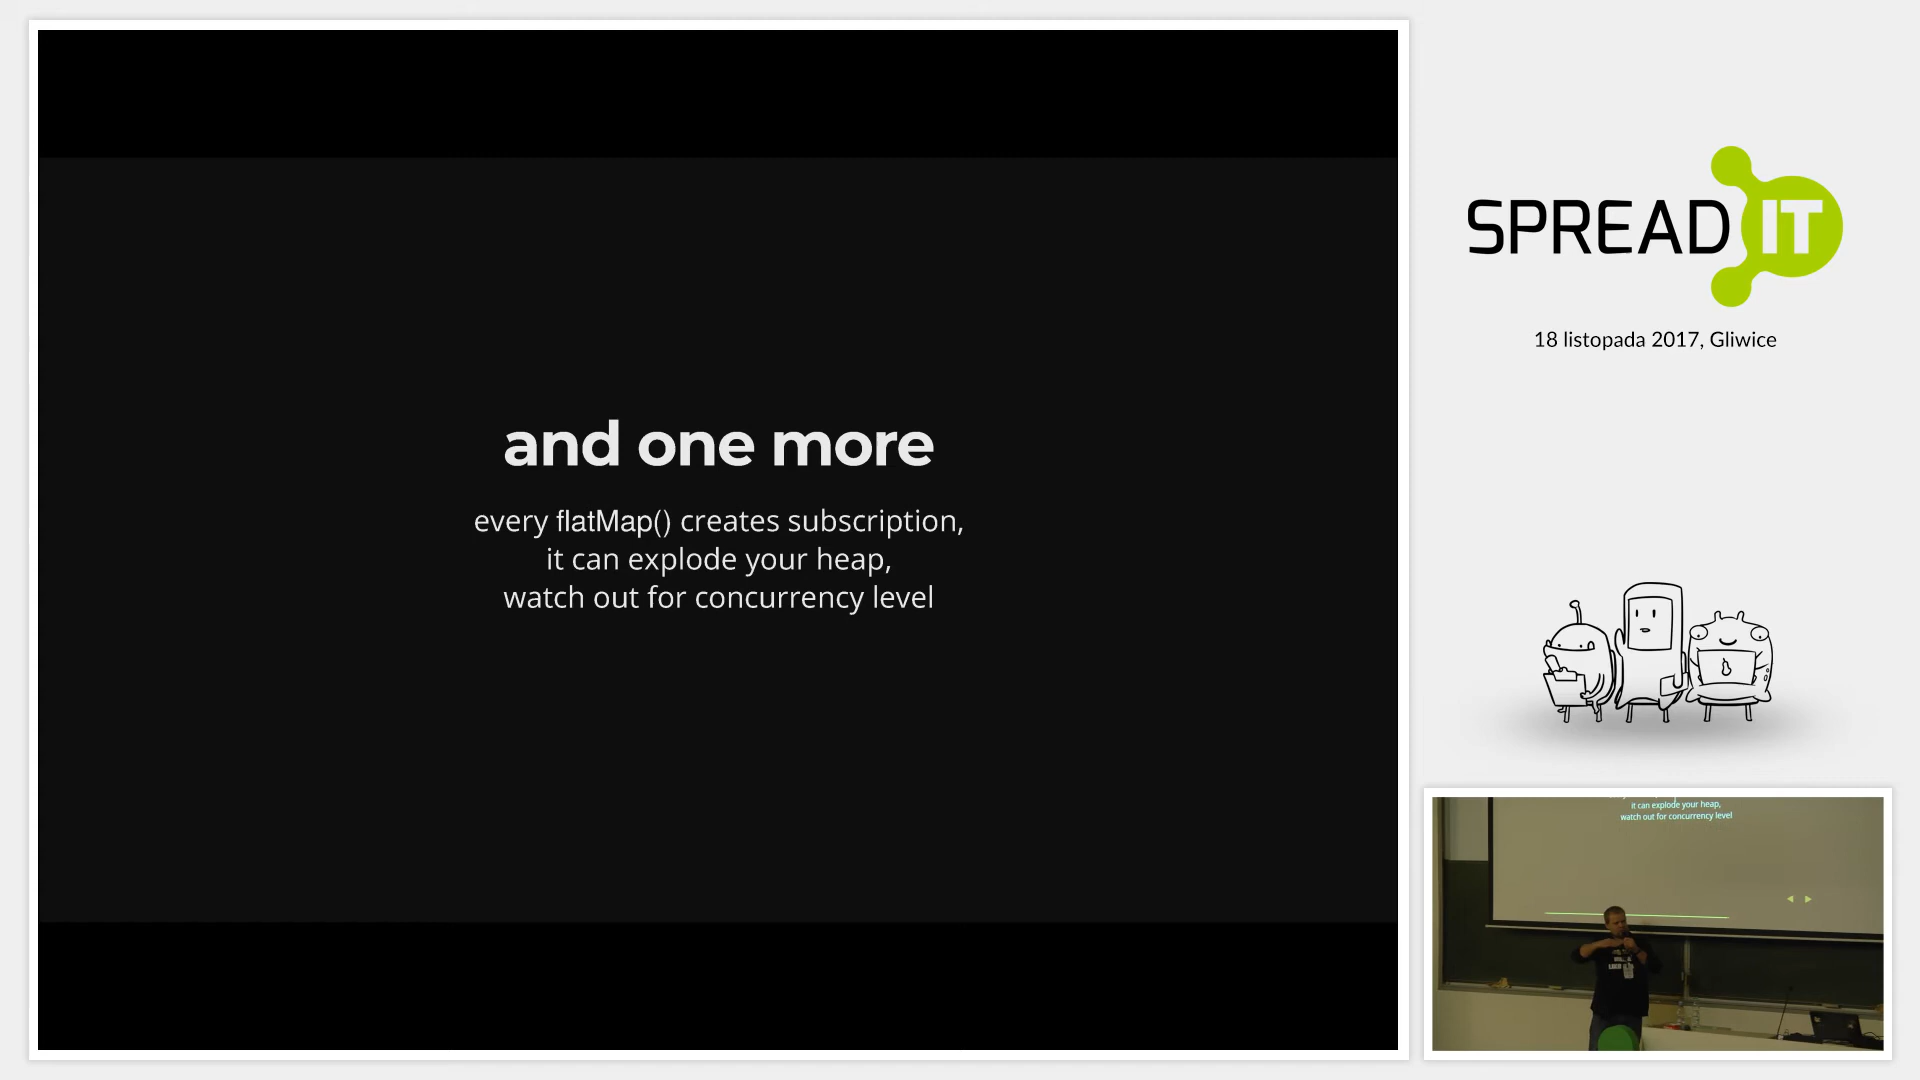 and one more
every flatMap() creates subscription,
it can explode your heap,
watch out for concurrency level
SPREAD IT
18 listopada 2017, Gliwice
it can explode your heap,
watch out for concurrency level